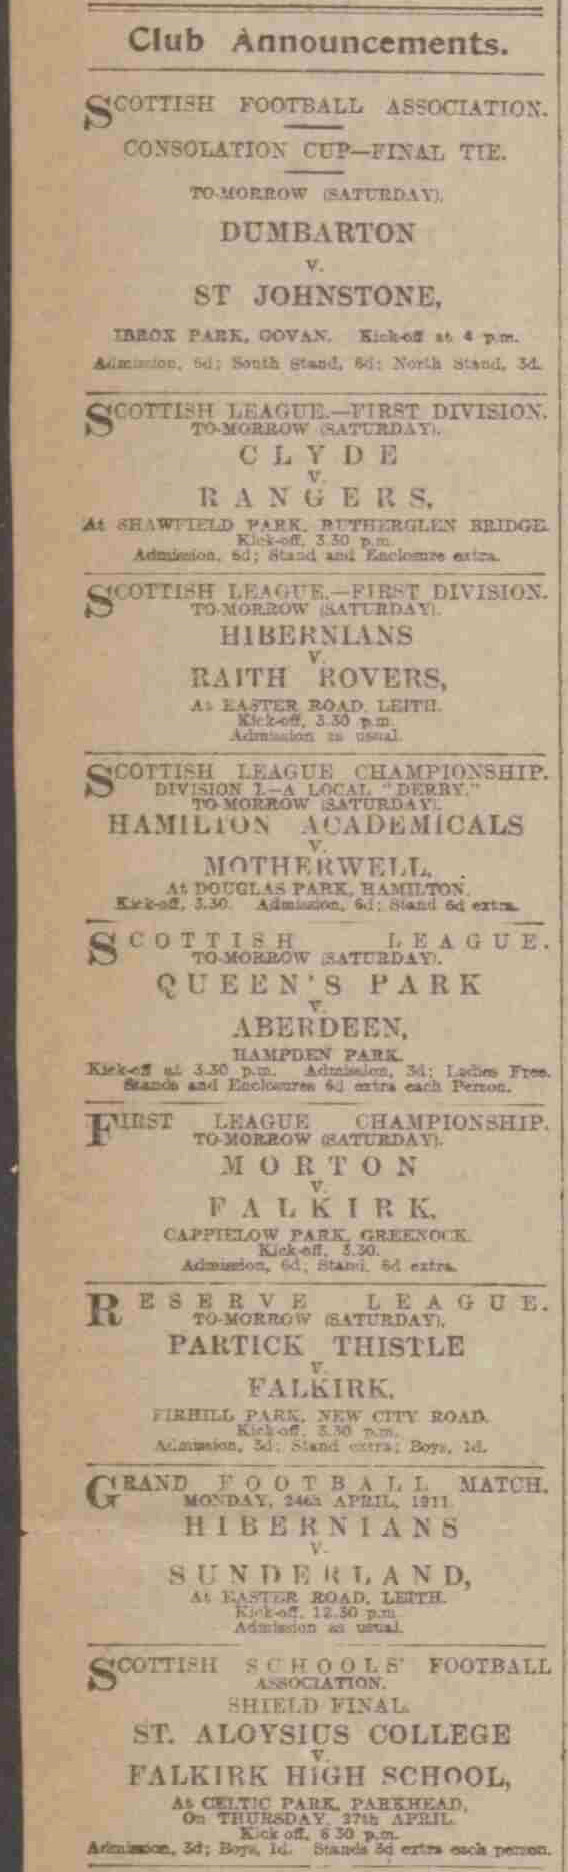 Club Announcements.
SCOTTISH FOOTBALL ASSOCIATION.
CONSOLATION CUP—FINAL TIE.
TO-MORROW (SATURDAY),
DUMBARTON
v.
ST JOHNSTONE,
IBROX PARK, GOVAN. Kick-off at 4 p.m.
Admission, 6d; South Stand, 6d; North Stand, 3d.
SCOTTISH LEAGUE.—FIRST DIVISION.
TO-MORROW (SATURDAY).
CLYDE
v.
RANGERS,
At SHAWFIELD PARK, RUTHERGLEN BRIDGE.
Kick-off, 3.30 p.m.
Admission, 6d; Stand and Enclosure extra.
SCOTTISH LEAGUE.—FIRST DIVISION.
TO-MORROW (SATURDAY).
HIBERNIANS
v.
RAITH ROVERS,
At EASTER ROAD, LEITH.
Kick-off, 3.30 p.m.
Admission as usual.
SCOTTISH LEAGUE CHAMPIONSHIP.
DIVISION I.—A LOCAL "DERBY."
TO-MORROW (SATURDAY).
HAMILTON ACADEMICALS
v.
MOTHERWELL,
At DOUGLAS PARK, HAMILTON.
Kick-off, 3.30. Admission, 6d; Stand 6d extra.
SCOTTISH LEAGUE.
TO-MORROW (SATURDAY).
QUEEN'S PARK
v.
ABERDEEN,
HAMPDEN PARK.
Kick-off at 3.30 p.m. Admission, 3d; Ladies Free.
Stands and Enclosures 6d extra each Person.
FIRST LEAGUE CHAMPIONSHIP.
TO-MORROW (SATURDAY).
MORTON
v.
FALKIRK,
CAPPIELOW PARK, GREENOCK.
Kick-off, 3.30.
Admission, 6d; Stand, 6d extra.
RESERVE LEAGUE.
TO-MORROW (SATURDAY),
PARTICK THISTLE
v.
FALKIRK,
FIRHILL PARK, NEW CITY ROAD.
Kick-off, 3.30 p.m.
Admission, 3d; Stand extra; Boys, 1d.
GRAND FOOTBALL MATCH.
MONDAY, 24th APRIL, 1911.
HIBERNIANS
v.
SUNDERLAND,
At EASTER ROAD, LEITH.
Kick-off, 12.30 p.m.
Admission as usual.
SCOTTISH SCHOOLS' FOOTBALL
ASSOCIATION.
SHIELD FINAL.
ST. ALOYSIUS COLLEGE
v.
FALKIRK HIGH SCHOOL,
At CELTIC PARK, PARKHEAD,
On THURSDAY, 27th APRIL.
Kick off, 6 30 p.m.
Admission, 3d; Boys, 1d. Stands 3d extra each person.